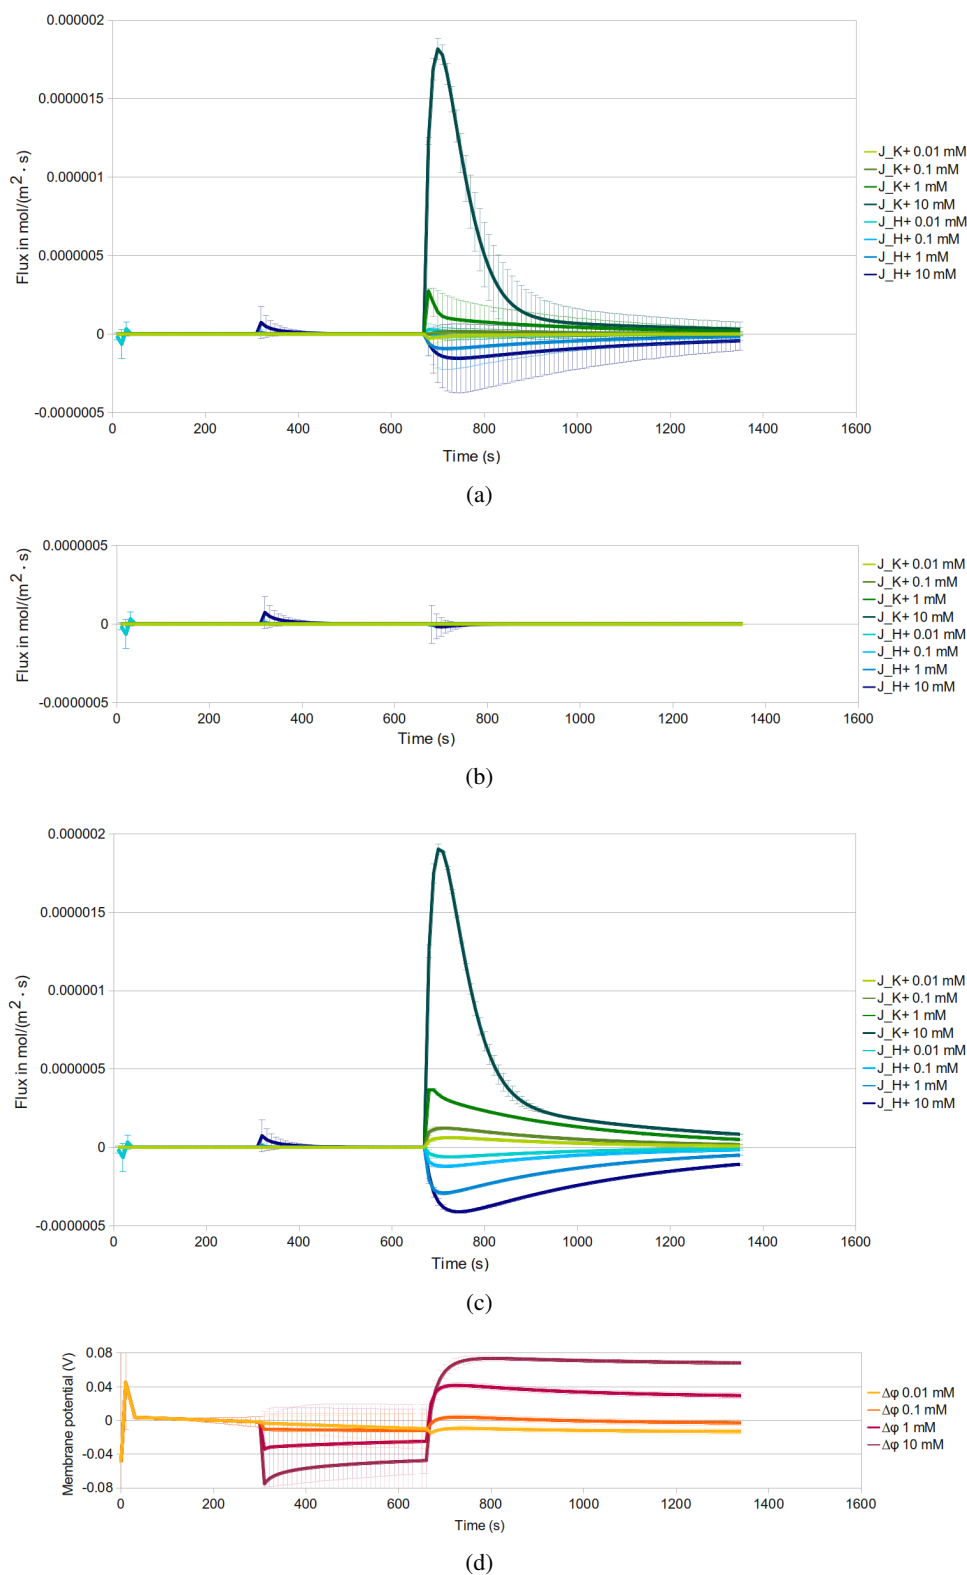 0.000002
0.0000015
0.000001
0.0000005
0
-0.0000005
Flux in mol/(m² · s)
0 200 400 600 800 1000 1200 1400 1600
Time (s)
J_K+ 0.01 mM
J_K+ 0.1 mM
J_K+ 1 mM
J_K+ 10 mM
J_H+ 0.01 mM
J_H+ 0.1 mM
J_H+ 1 mM
J_H+ 10 mM
(a)
0.0000005
0
-0.0000005
Flux in mol/(m² · s)
0 200 400 600 800 1000 1200 1400 1600
Time (s)
J_K+ 0.01 mM
J_K+ 0.1 mM
J_K+ 1 mM
J_K+ 10 mM
J_H+ 0.01 mM
J_H+ 0.1 mM
J_H+ 1 mM
J_H+ 10 mM
(b)
0.000002
0.0000015
0.000001
0.0000005
0
-0.0000005
Flux in mol/(m² · s)
0 200 400 600 800 1000 1200 1400 1600
Time (s)
J_K+ 0.01 mM
J_K+ 0.1 mM
J_K+ 1 mM
J_K+ 10 mM
J_H+ 0.01 mM
J_H+ 0.1 mM
J_H+ 1 mM
J_H+ 10 mM
(c)
0.08
0.04
0
-0.04
-0.08
Membrane potential (V)
0 200 400 600 800 1000 1200 1400 1600
Time (s)
Δφ 0.01 mM
Δφ 0.1 mM
Δφ 1 mM
Δφ 10 mM
(d)